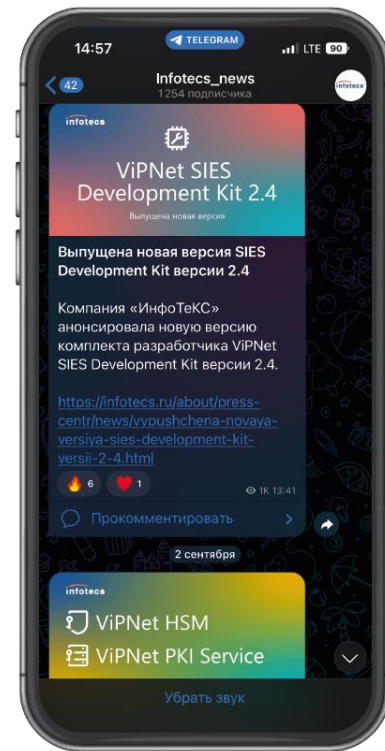 14:57
TELEGRAM
LTE 90
42
Infotecs_news
1254 подписчика
infotecs
infotecs
ViPNet SIES
Development Kit 2.4
Выпущена новая версия
Выпущена новая версия SIES
Development Kit версии 2.4
Компания «ИнфоТеКС»
анонсировала новую версию
комплекта разработчика ViPNet
SIES Development Kit версии 2.4.
https://infotecs.ru/about/press-
centr/news/vypushchena-novaya-
versiya-sies-development-kit-
versii-2-4.html
6 1
1K 13:41
Прокомментировать
2 сентября
infotecs
ViPNet HSM
ViPNet PKI Service
Убрать звук